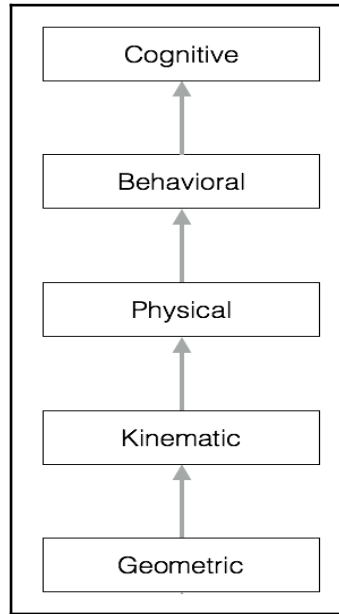 Cognitive
Behavioral
Physical
Kinematic
Geometric